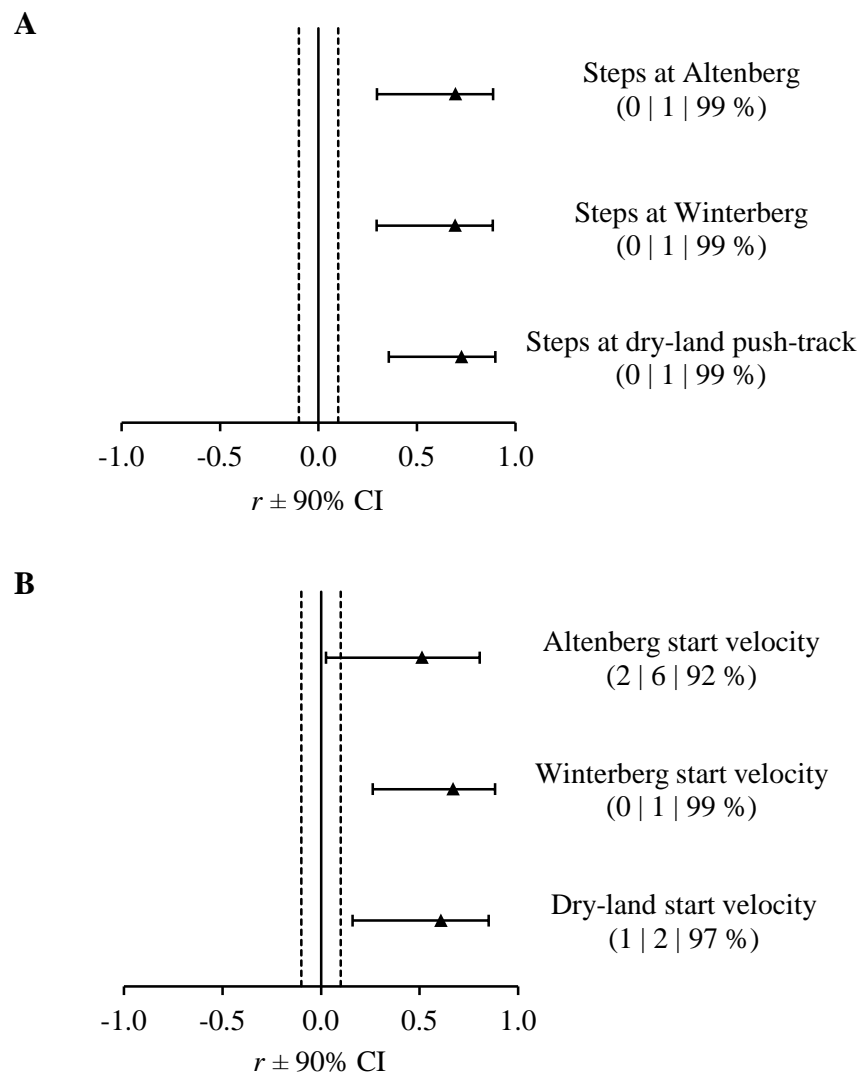 A
Steps at Altenberg
(0 | 1 | 99 %)
Steps at Winterberg
(0 | 1 | 99 %)
Steps at dry-land push-track
(0 | 1 | 99 %)
-1.0 -0.5 0.0 0.5 1.0
r ± 90% CI
B
Altenberg start velocity
(2 | 6 | 92 %)
Winterberg start velocity
(0 | 1 | 99 %)
Dry-land start velocity
(1 | 2 | 97 %)
-1.0 -0.5 0.0 0.5 1.0
r ± 90% CI